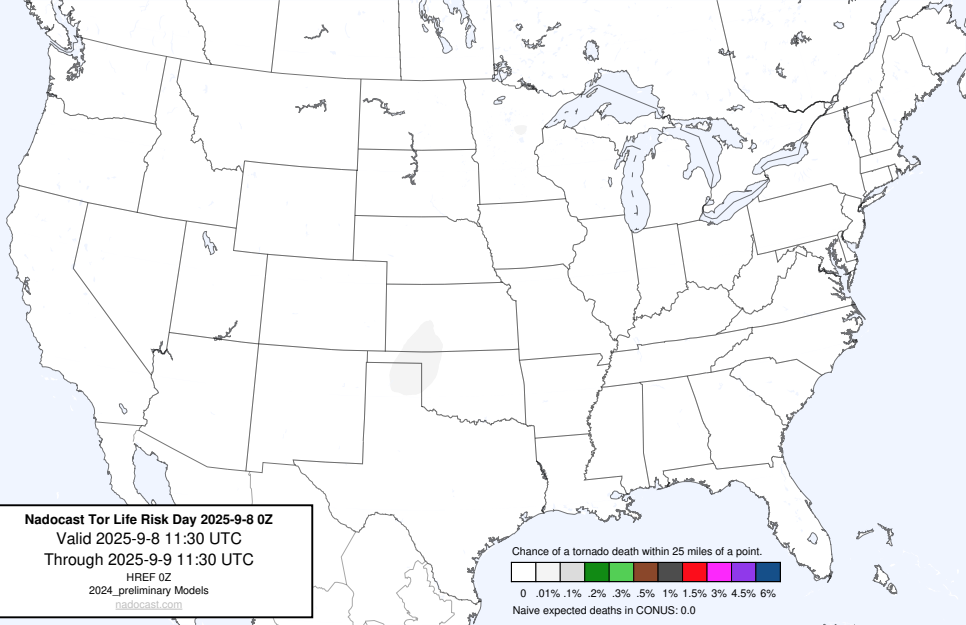 Nadocast Tor Life Risk Day 2025-9-8 0Z
Valid 2025-9-8 11:30 UTC
Through 2025-9-9 11:30 UTC
HREF 0Z
2024_preliminary Models
nadocast.com
Chance of a tornado death within 25 miles of a point.
0 .01% .1% .2% .3% .5% 1% 1.5% 3% 4.5% 6%
Naive expected deaths in CONUS: 0.0